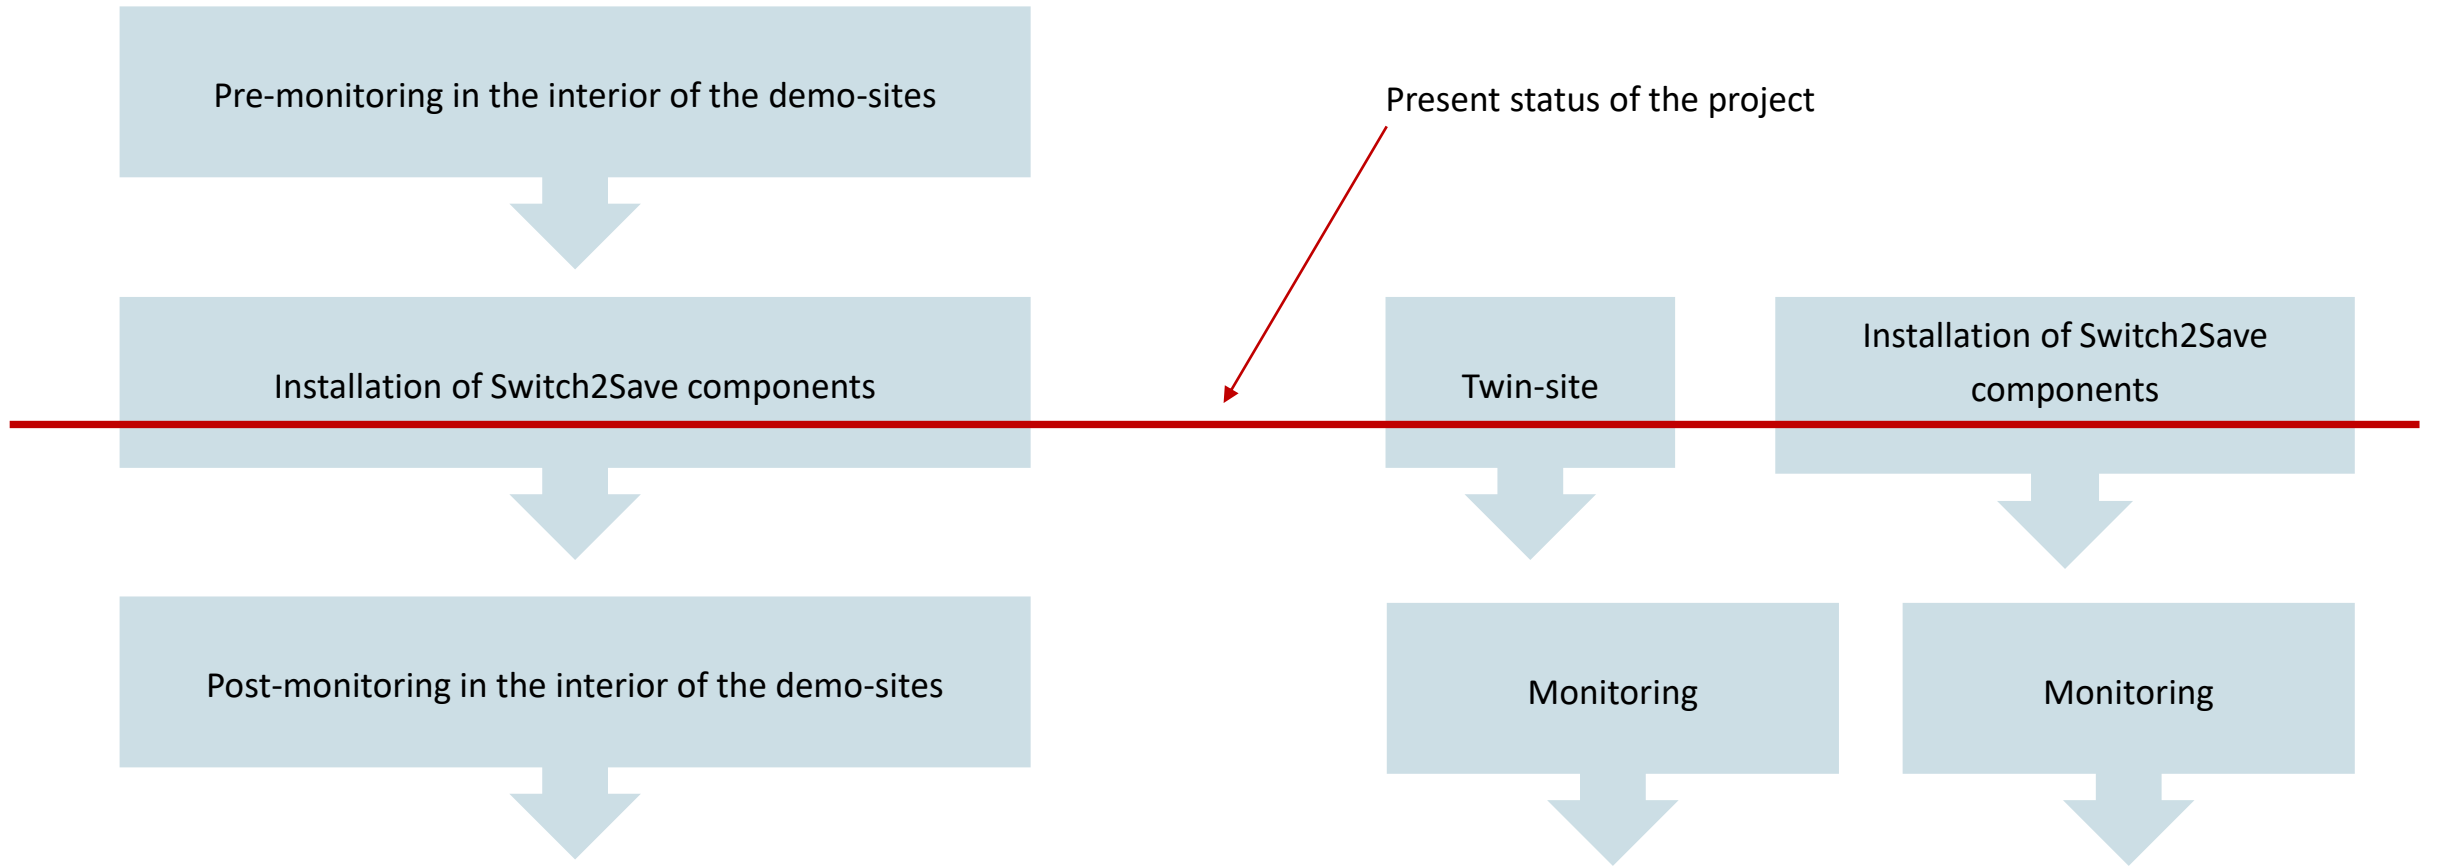 Pre-monitoring in the interior of the demo-sites
Present status of the project
Installation of Switch2Save components
Twin-site
Installation of Switch2Save
components
Post-monitoring in the interior of the demo-sites
Monitoring
Monitoring